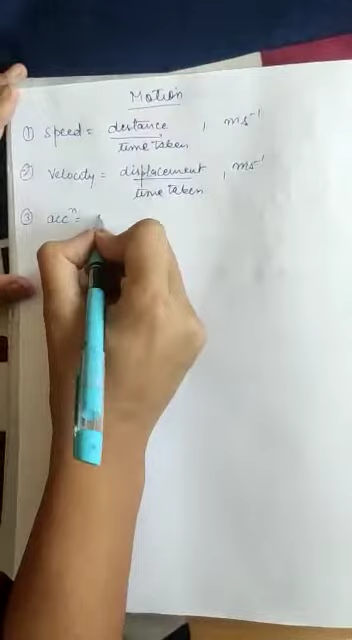 Motion
① Speed = distance / time taken , ms⁻¹
② Velocity = displacement / time taken , ms⁻¹
③ accⁿ =